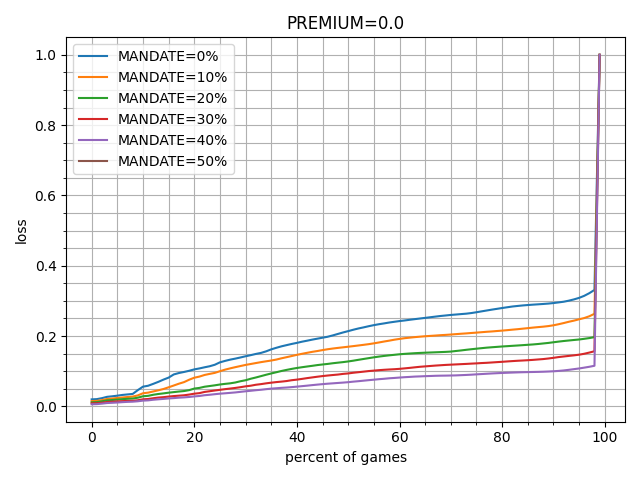 PREMIUM=0.0
MANDATE=0%
MANDATE=10%
MANDATE=20%
MANDATE=30%
MANDATE=40%
MANDATE=50%
loss
1.0
0.8
0.6
0.4
0.2
0.0
0 20 40 60 80 100
percent of games